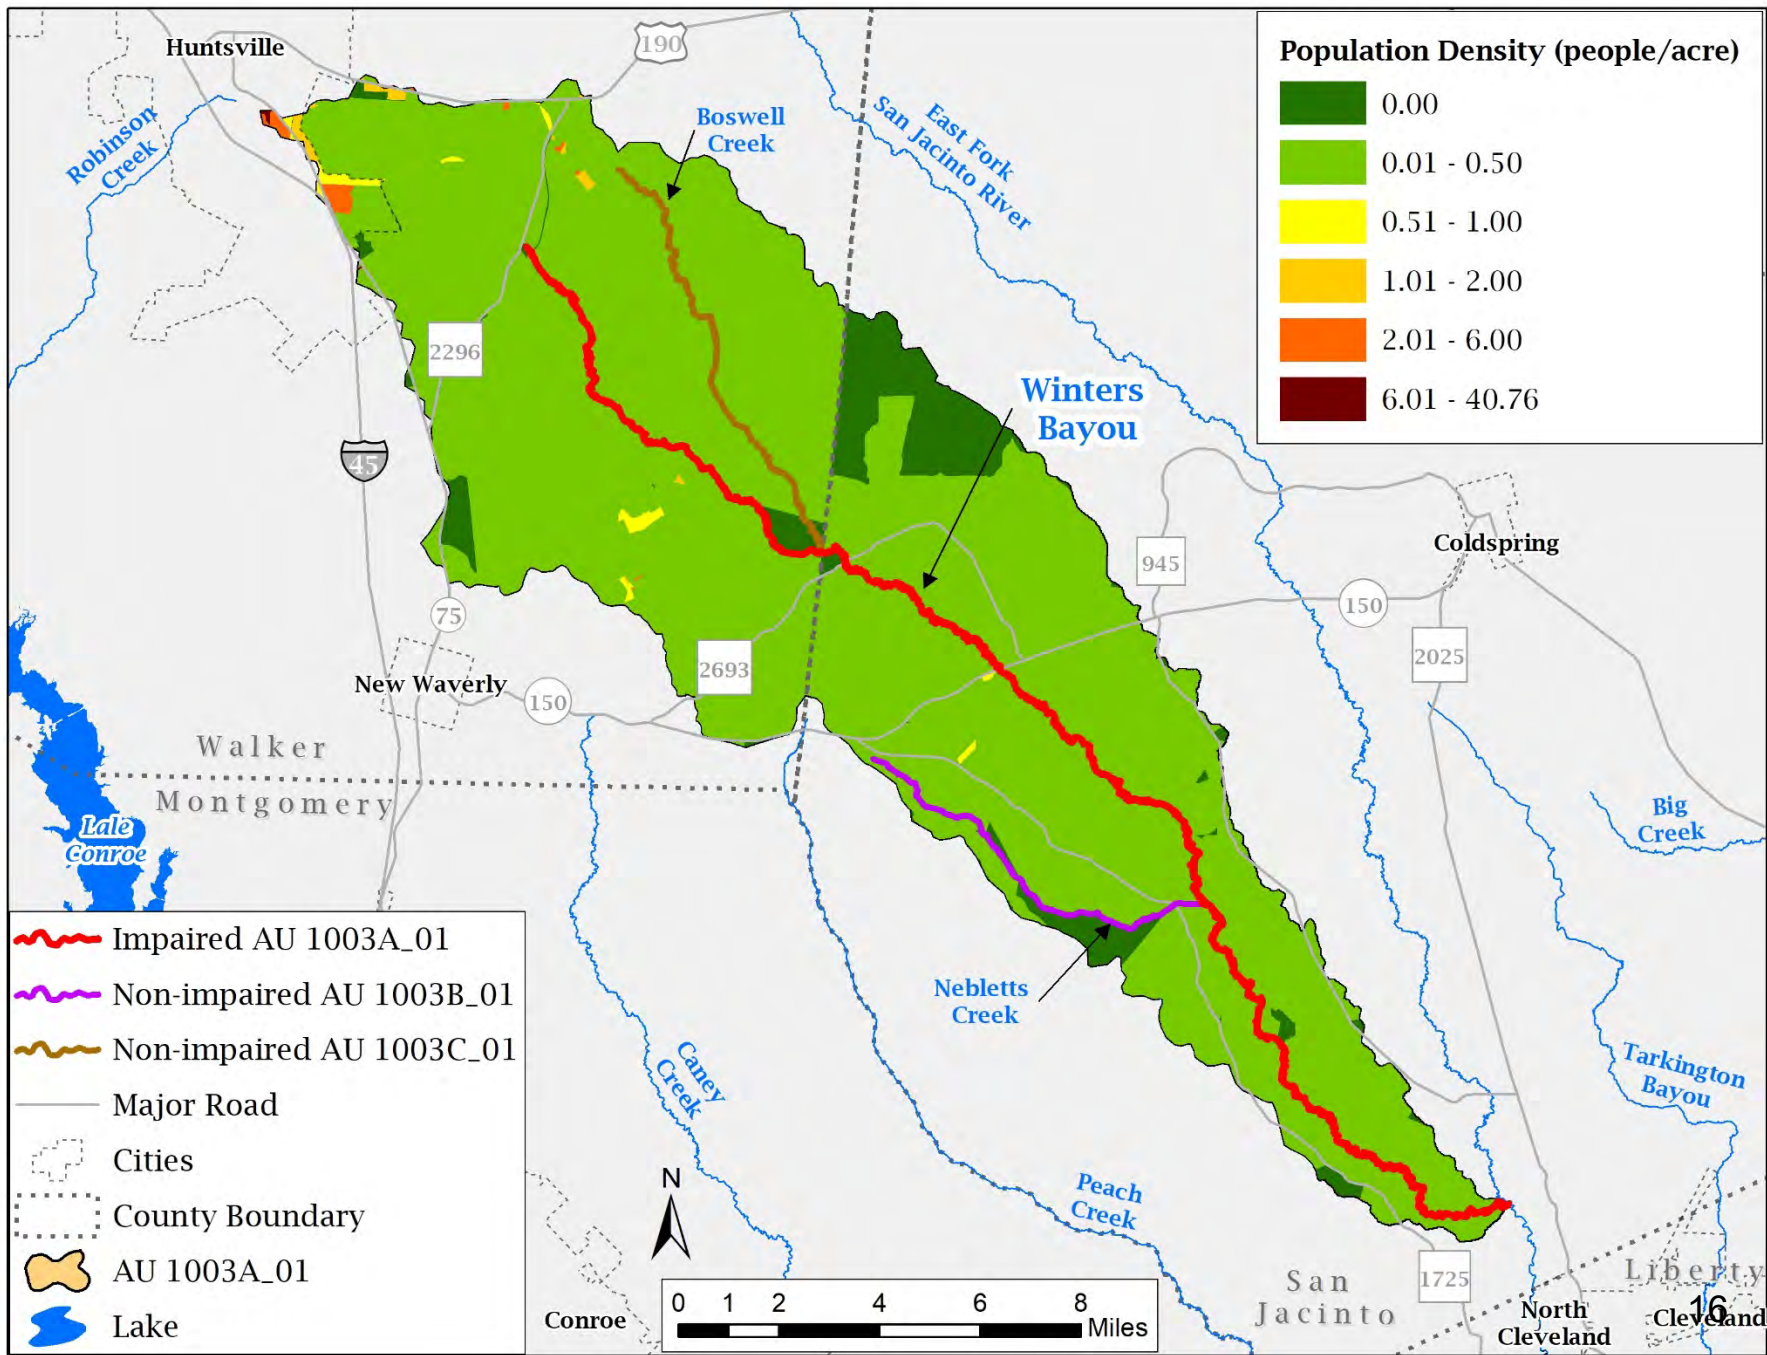 Huntsville
190
Population Density (people/acre)
0.00
0.01 - 0.50
0.51 - 1.00
1.01 - 2.00
2.01 - 6.00
6.01 - 40.76
Robinson
Creek
Boswell
Creek
East Fork
San Jacinto River
2296
Winters
Bayou
45
Coldspring
945
150
75
2025
2693
New Waverly
150
Walker
Montgomery
Lale
Conroe
Big
Creek
Nebletts
Creek
Caney
Creek
Tarkington
Bayou
Peach
Creek
Impaired AU 1003A_01
Non-impaired AU 1003B_01
Non-impaired AU 1003C_01
Major Road
Cities
County Boundary
AU 1003A_01
Lake
N
0 1 2 4 6 8
Miles
Conroe
San
Jacinto
1725
Liberty
North
Cleveland
Cleveland
16